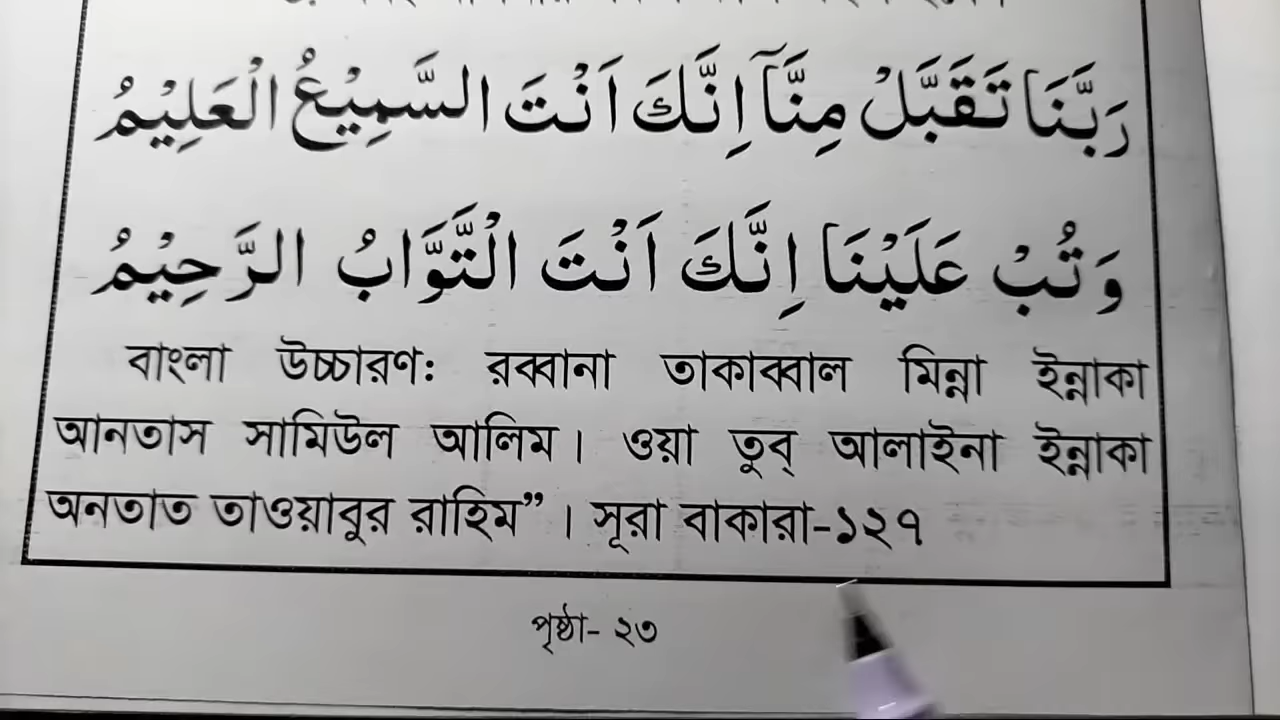 رَبَّنَا تَقَبَّلْ مِنَّآ اِنَّكَ اَنْتَ السَّمِيْعُ الْعَلِيْمُ
وَتُبْ عَلَيْنَا اِنَّكَ اَنْتَ الْتَّوَّابُ الرَّحِيْمُ
বাংলা উচ্চারণঃ রব্বানা তাকাব্বাল মিন্না ইন্নাকা
আনতাস সামিউল আলিম। ওয়া তুব্ আলাইনা ইন্নাকা
অনতাত তাওয়াবুর রাহিম”। সূরা বাকারা-১২৭
পৃষ্ঠা- ২৩